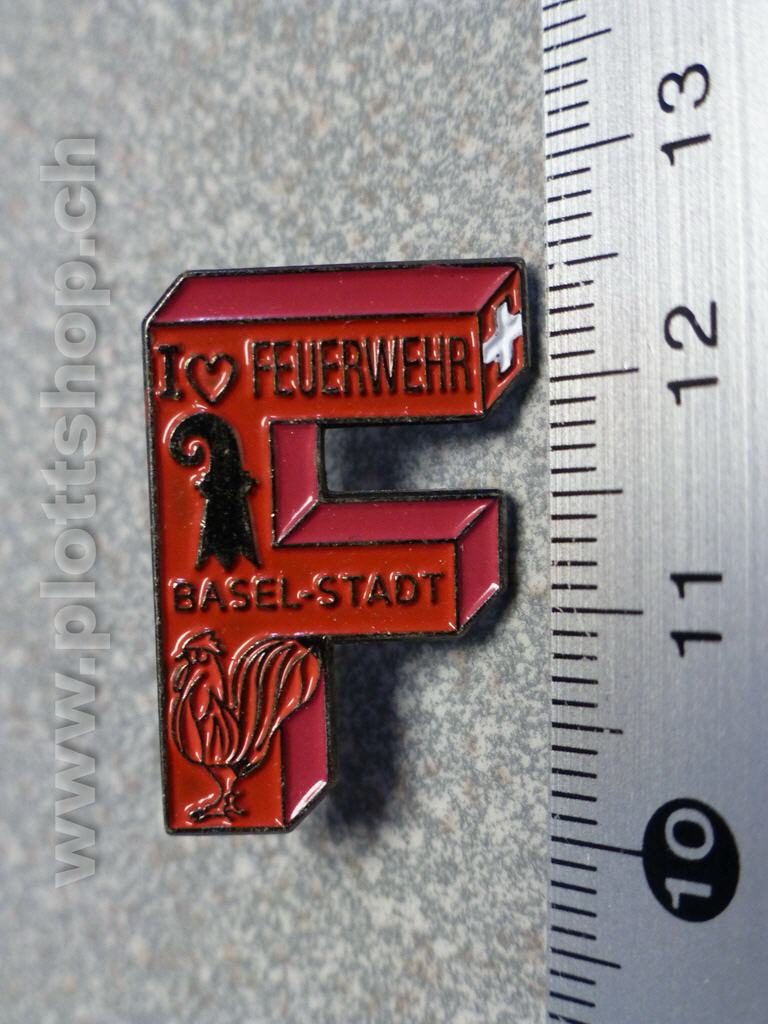 I ♥ FEUERWEHR
BASEL-STADT
www.plottshop.ch
13
12
11
10